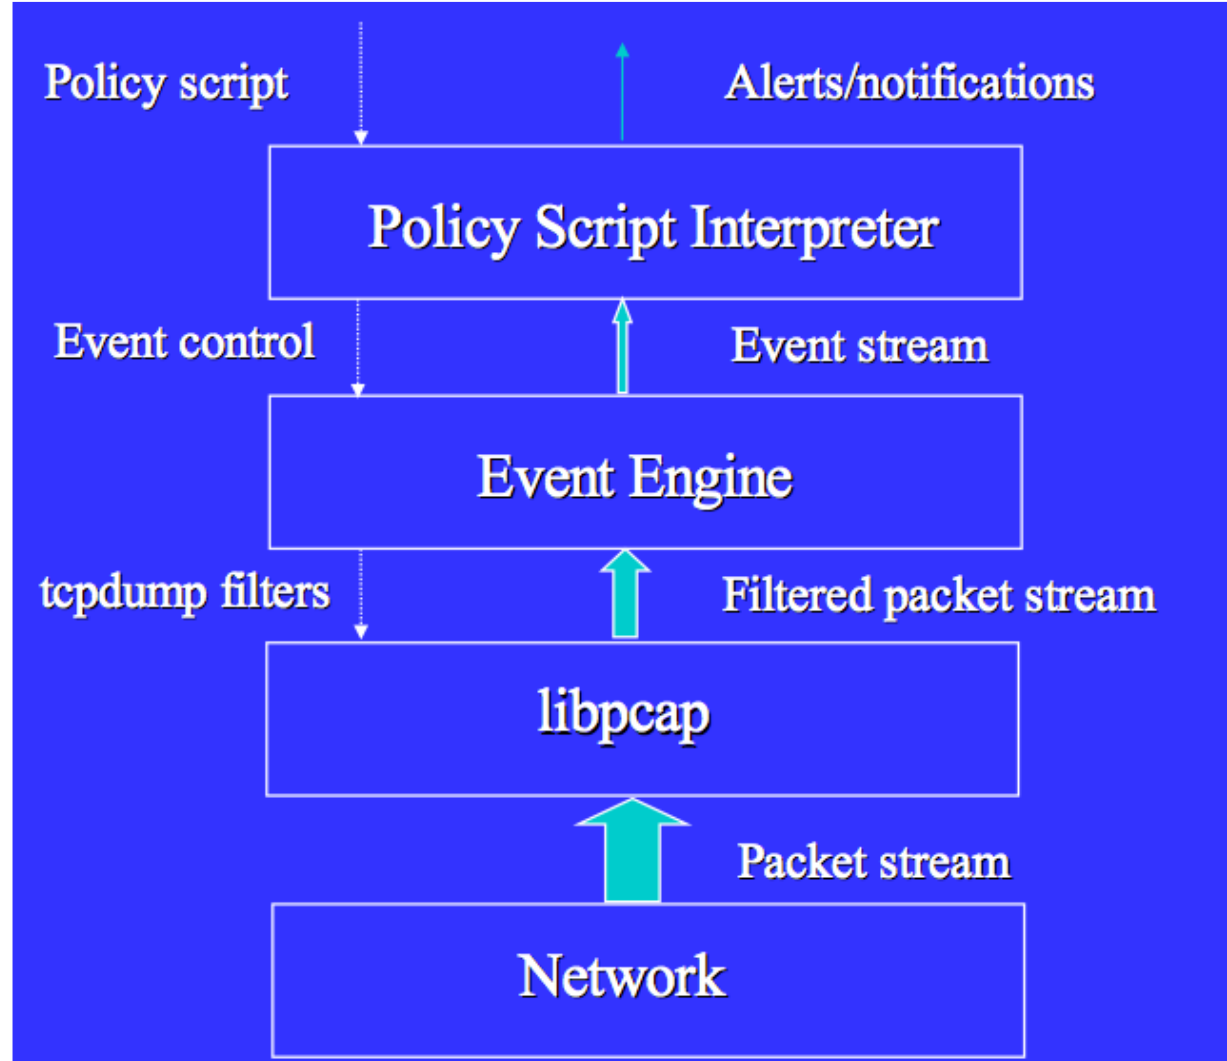 Policy script
Alerts/notifications
Policy Script Interpreter
Event control
Event stream
Event Engine
tcpdump filters
Filtered packet stream
libpcap
Packet stream
Network